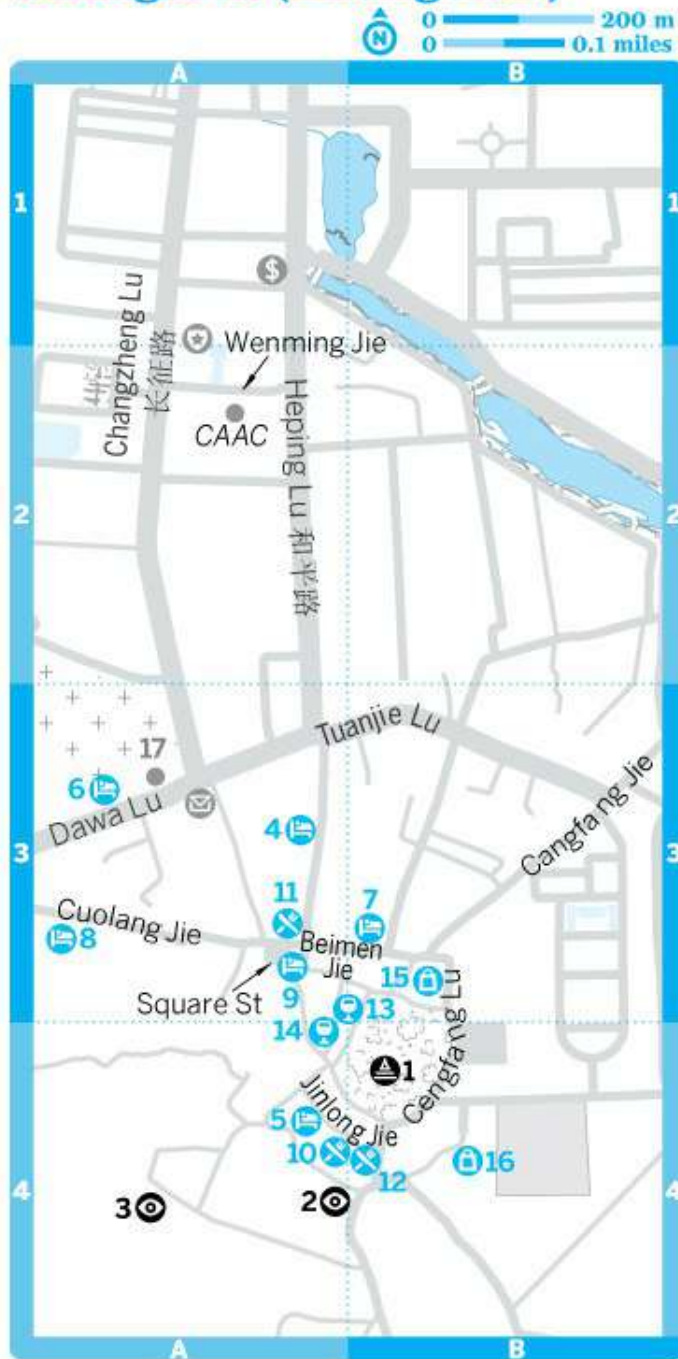 0 200 m
N
0 0.1 miles
A B
1 1
$
Changzheng Lu
长征路
Wenming Jie
CAAC
Heping Lu 和平路
2 2
Tuanjie Lu
17
6
Dawa Lu
4
Cangfang Jie
3 3
11 7
Cuolang Jie
8
Beimen
Jie
15
Square St
9
13
14
Cengfang Lu
1
Jinlong Jie
5
10
12
16
3 2
4 4
A B